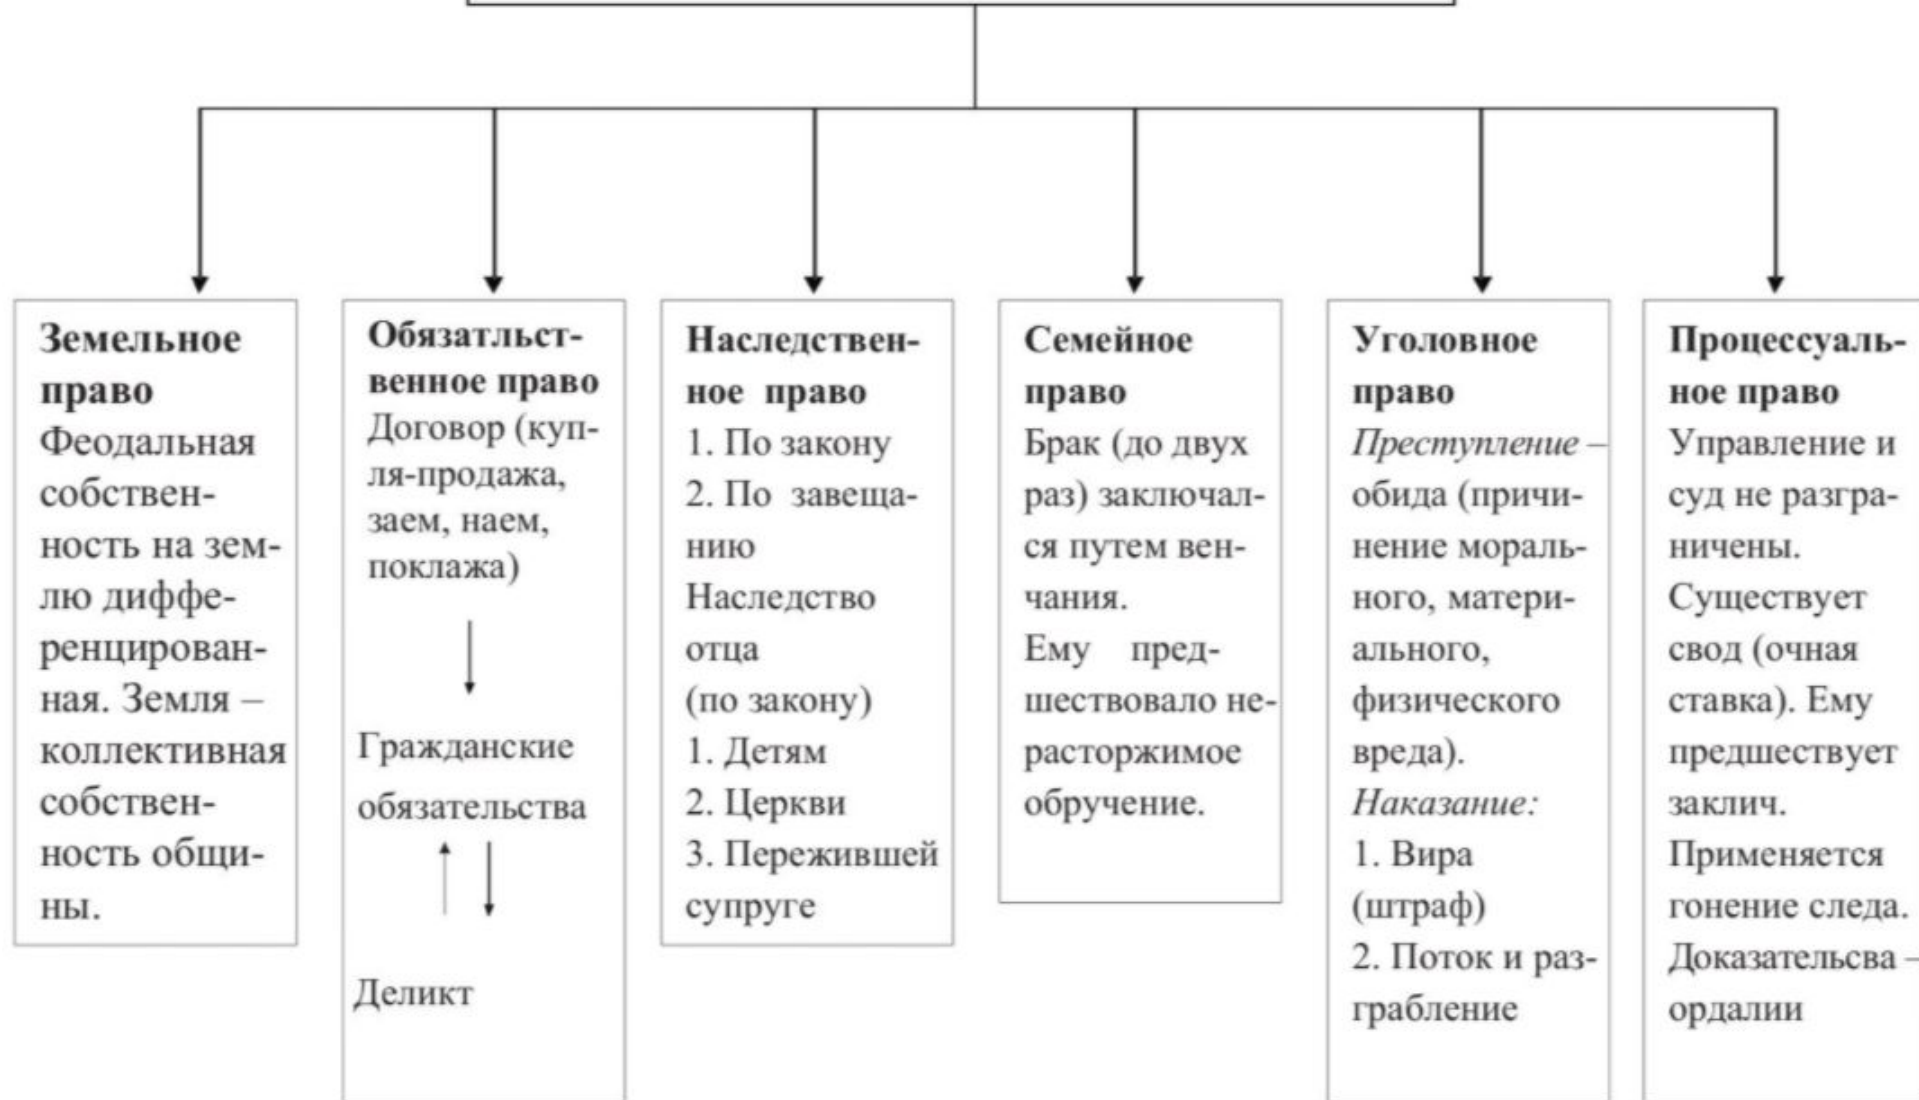 Земельное
право
Феодальная
собствен-
ность на зем-
лю диффе-
ренцирован-
ная. Земля –
коллективная
собствен-
ность общи-
ны.
Обязатльст-
венное право
Договор (куп-
ля-продажа,
заем, наем,
поклажа)
Гражданские
обязательства
Деликт
Наследствен-
ное право
1. По закону
2. По завеща-
нию
Наследство
отца
(по закону)
1. Детям
2. Церкви
3. Пережившей
супруге
Семейное
право
Брак (до двух
раз) заключал-
ся путем вен-
чания.
Ему пред-
шествовало не-
расторжимое
обручение.
Уголовное
право
Преступление –
обида (причи-
нение мораль-
ного, матери-
ального,
физического
вреда).
Наказание:
1. Вира
(штраф)
2. Поток и раз-
грабление
Процессуаль-
ное право
Управление и
суд не разгра-
ничены.
Существует
свод (очная
ставка). Ему
предшествует
заклич.
Применяется
гонение следа.
Доказательсва –
ордалии